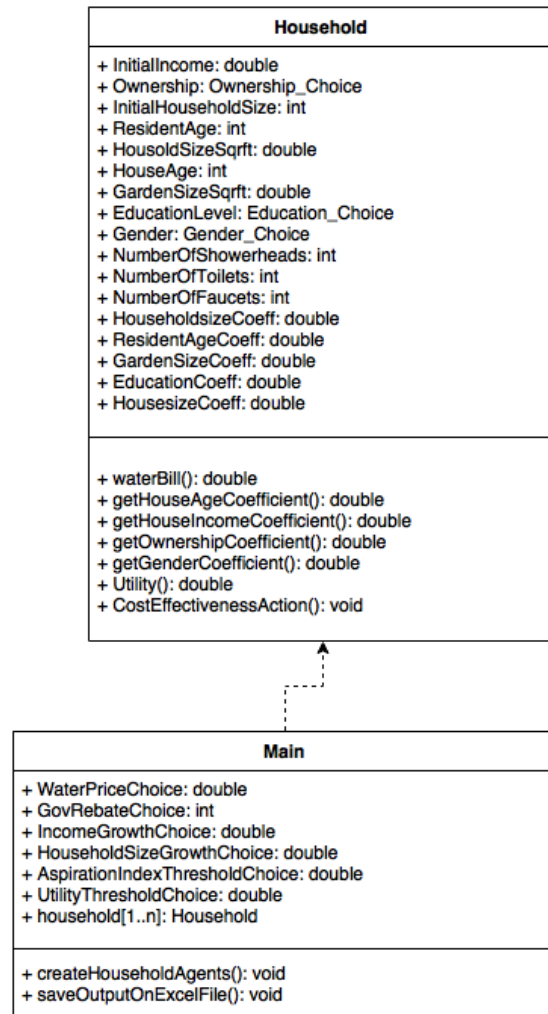 Household
+ InitialIncome: double
+ Ownership: Ownership_Choice
+ InitialHouseholdSize: int
+ ResidentAge: int
+ HousoldSizeSqrft: double
+ HouseAge: int
+ GardenSizeSqrft: double
+ EducationLevel: Education_Choice
+ Gender: Gender_Choice
+ NumberOfShowerheads: int
+ NumberOfToilets: int
+ NumberOfFaucets: int
+ HouseholdsizeCoeff: double
+ ResidentAgeCoeff: double
+ GardenSizeCoeff: double
+ EducationCoeff: double
+ HousesizeCoeff: double
+ waterBill(): double
+ getHouseAgeCoefficient(): double
+ getHouseIncomeCoefficient(): double
+ getOwnershipCoefficient(): double
+ getGenderCoefficient(): double
+ Utility(): double
+ CostEffectivenessAction(): void
Main
+ WaterPriceChoice: double
+ GovRebateChoice: int
+ IncomeGrowthChoice: double
+ HouseholdSizeGrowthChoice: double
+ AspirationIndexThresholdChoice: double
+ UtilityThresholdChoice: double
+ household[1..n]: Household
+ createHouseholdAgents(): void
+ saveOutputOnExcelFile(): void